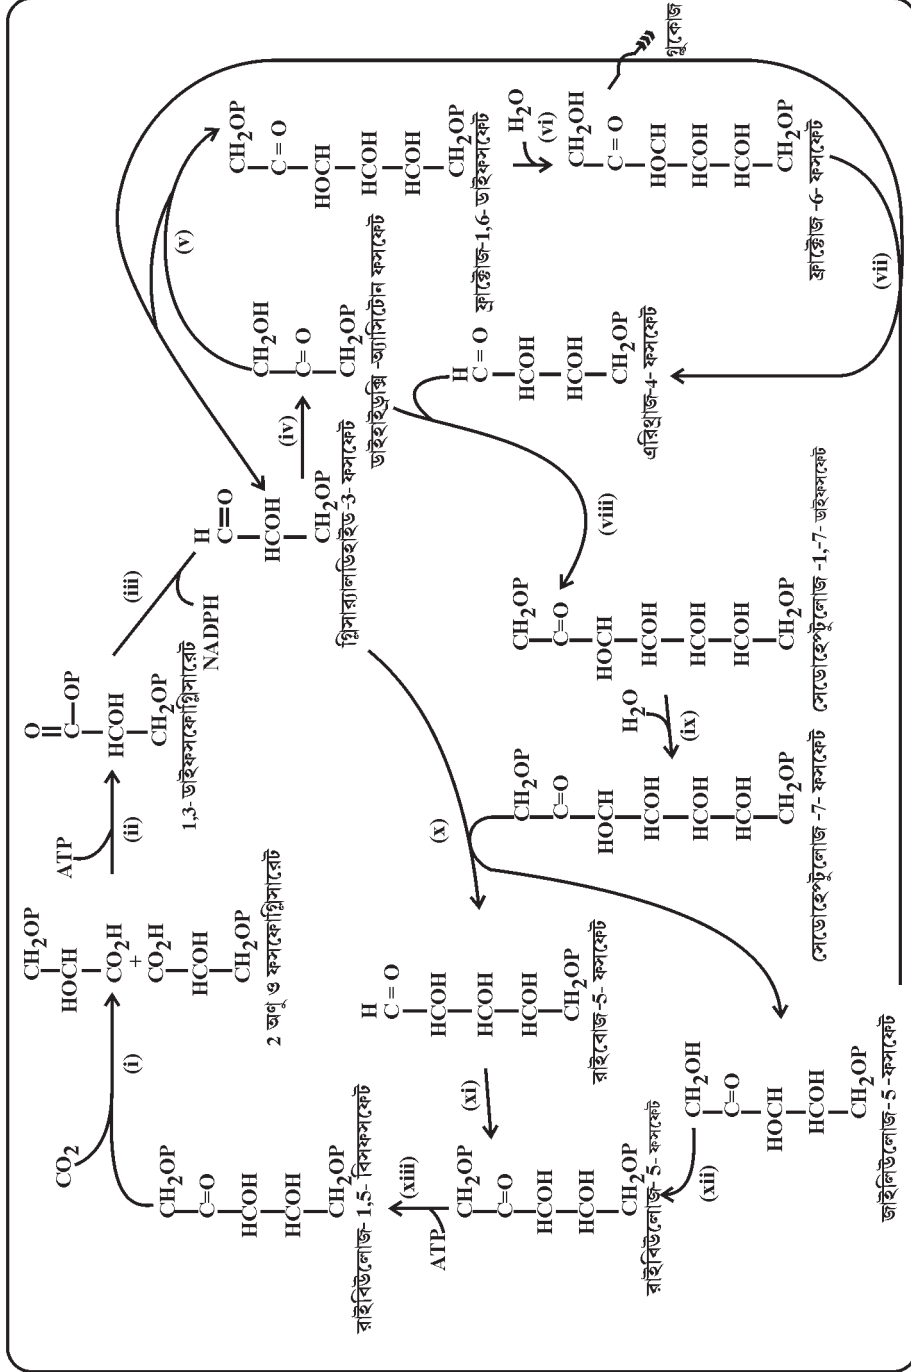 CO₂
(i)
CH₂OP
C=O
HCOH
HCOH
CH₂OP
রাইবিউলোজ- 1,5- বিসফসফেট
CH₂OP
HOCH
CO₂H
+
CO₂H
HCOH
CH₂OP
2 অণু ও ফসফোগ্লিসারেট
ATP
(ii)
O
C—OP
HCOH
CH₂OP
1,3- ডাইফসফোগ্লিসারেট
(iii)
NADPH
H
C=O
HCOH
CH₂OP
গ্লিসার‍্যালডিহাইড-3- ফসফেট
(iv)
CH₂OH
C= O
CH₂OP
ডাইহাইড্রক্সি -অ্যাসিটোন ফসফেট
(v)
CH₂OP
C= O
HOCH
HCOH
HCOH
CH₂OP
ফ্রাক্টোজ-1,6- ডাইফসফেট
H₂O
(vi)
CH₂OH
C= O
HOCH
HCOH
HCOH
CH₂OP
ফ্রাক্টোজ -6- ফসফেট
গ্লুকোজ
(vii)
H
C= O
HCOH
HCOH
CH₂OP
এরিথ্রোজ-4- ফসফেট
(viii)
CH₂OP
C=O
HOCH
HCOH
HCOH
HCOH
CH₂OP
সেডোহেপ্টুলোজ -1,-7- ডাইফসফেট
H₂O
(ix)
CH₂OP
C=O
HOCH
HCOH
HCOH
HCOH
CH₂OP
সেডোহেপ্টুলোজ -7- ফসফেট
(x)
H
C= O
HCOH
HCOH
HCOH
CH₂OP
রাইবোজ-5- ফসফেট
(xi)
CH₂OP
C=O
HCOH
HCOH
CH₂OP
রাইবিউলোজ- 5- ফসফেট
ATP
(xiii)
(xii)
CH₂OH
C=O
HOCH
HCOH
CH₂OP
জাইলিউলোজ- 5 -ফসফেট